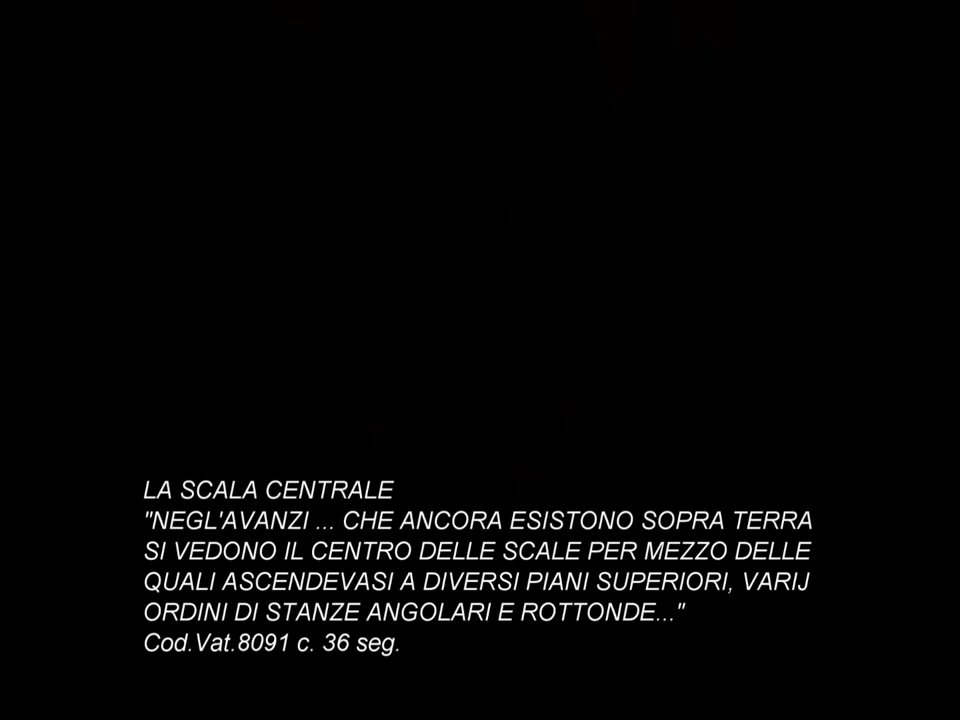 LA SCALA CENTRALE
"NEGL'AVANZI ... CHE ANCORA ESISTONO SOPRA TERRA
SI VEDONO IL CENTRO DELLE SCALE PER MEZZO DELLE
QUALI ASCENDEVASI A DIVERSI PIANI SUPERIORI, VARIJ
ORDINI DI STANZE ANGOLARI E ROTTONDE..."
Cod.Vat.8091 c. 36 seg.